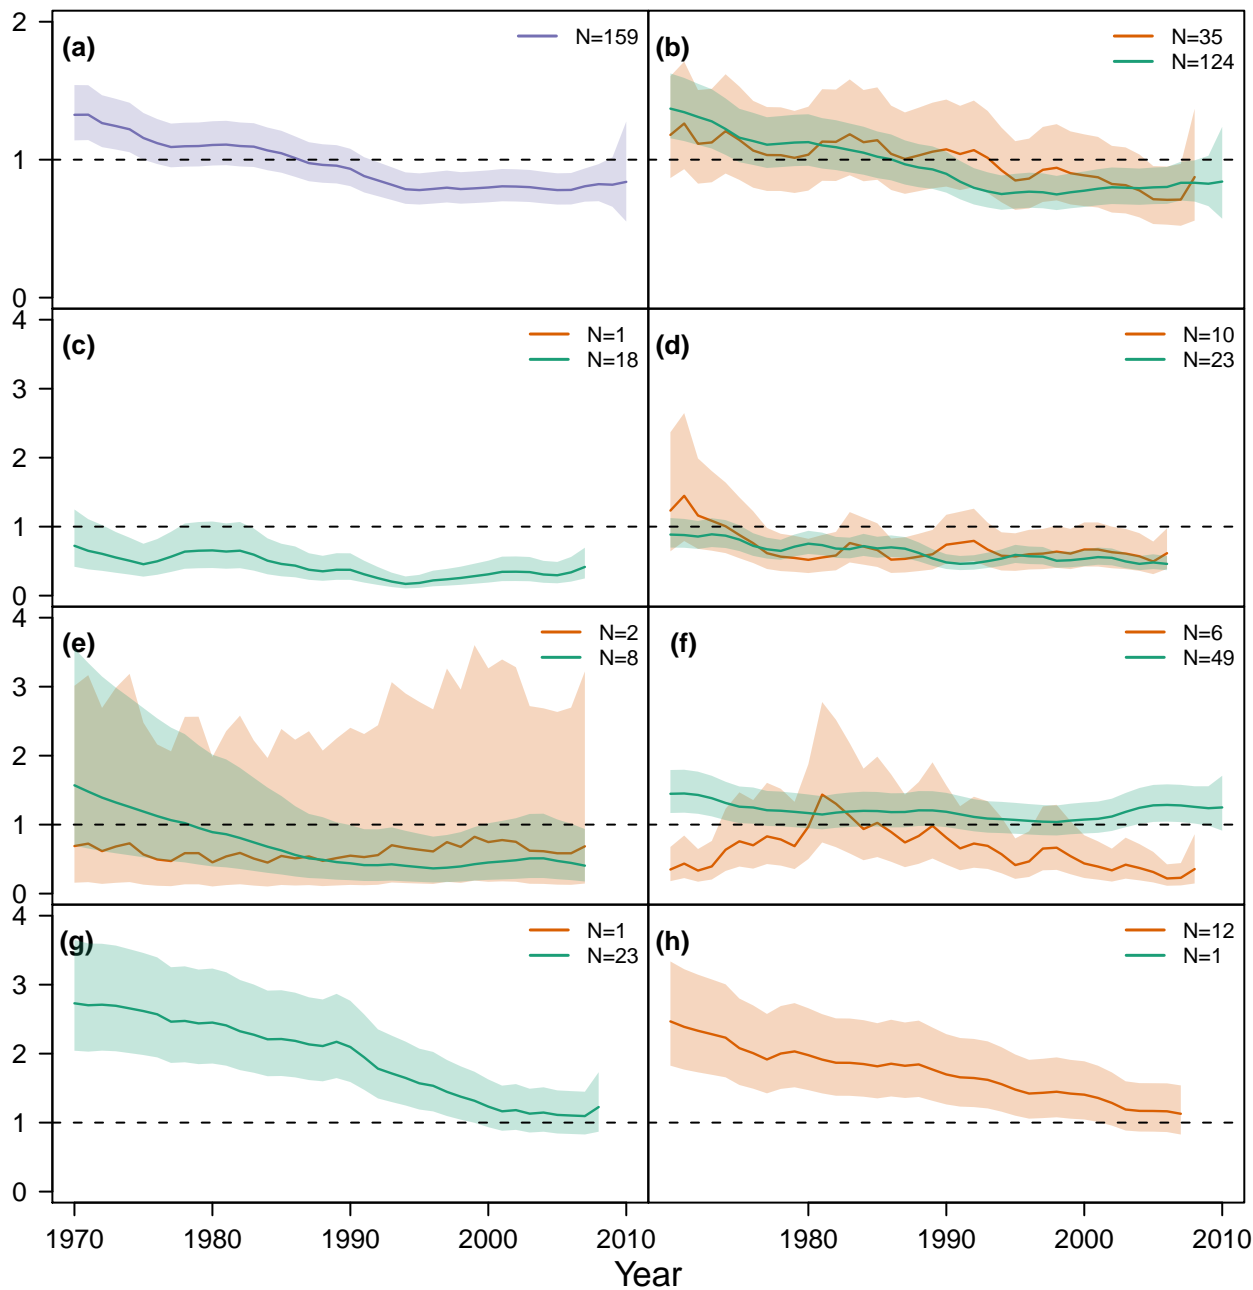 2
1
0
(a)
N=159
(b)
N=35
N=124
4
3
2
1
0
(c)
N=1
N=18
(d)
N=10
N=23
4
3
2
1
0
(e)
N=2
N=8
(f)
N=6
N=49
4
3
2
1
0
(g)
N=1
N=23
(h)
N=12
N=1
1970 1980 1990 2000 2010 1980 1990 2000 2010
Year